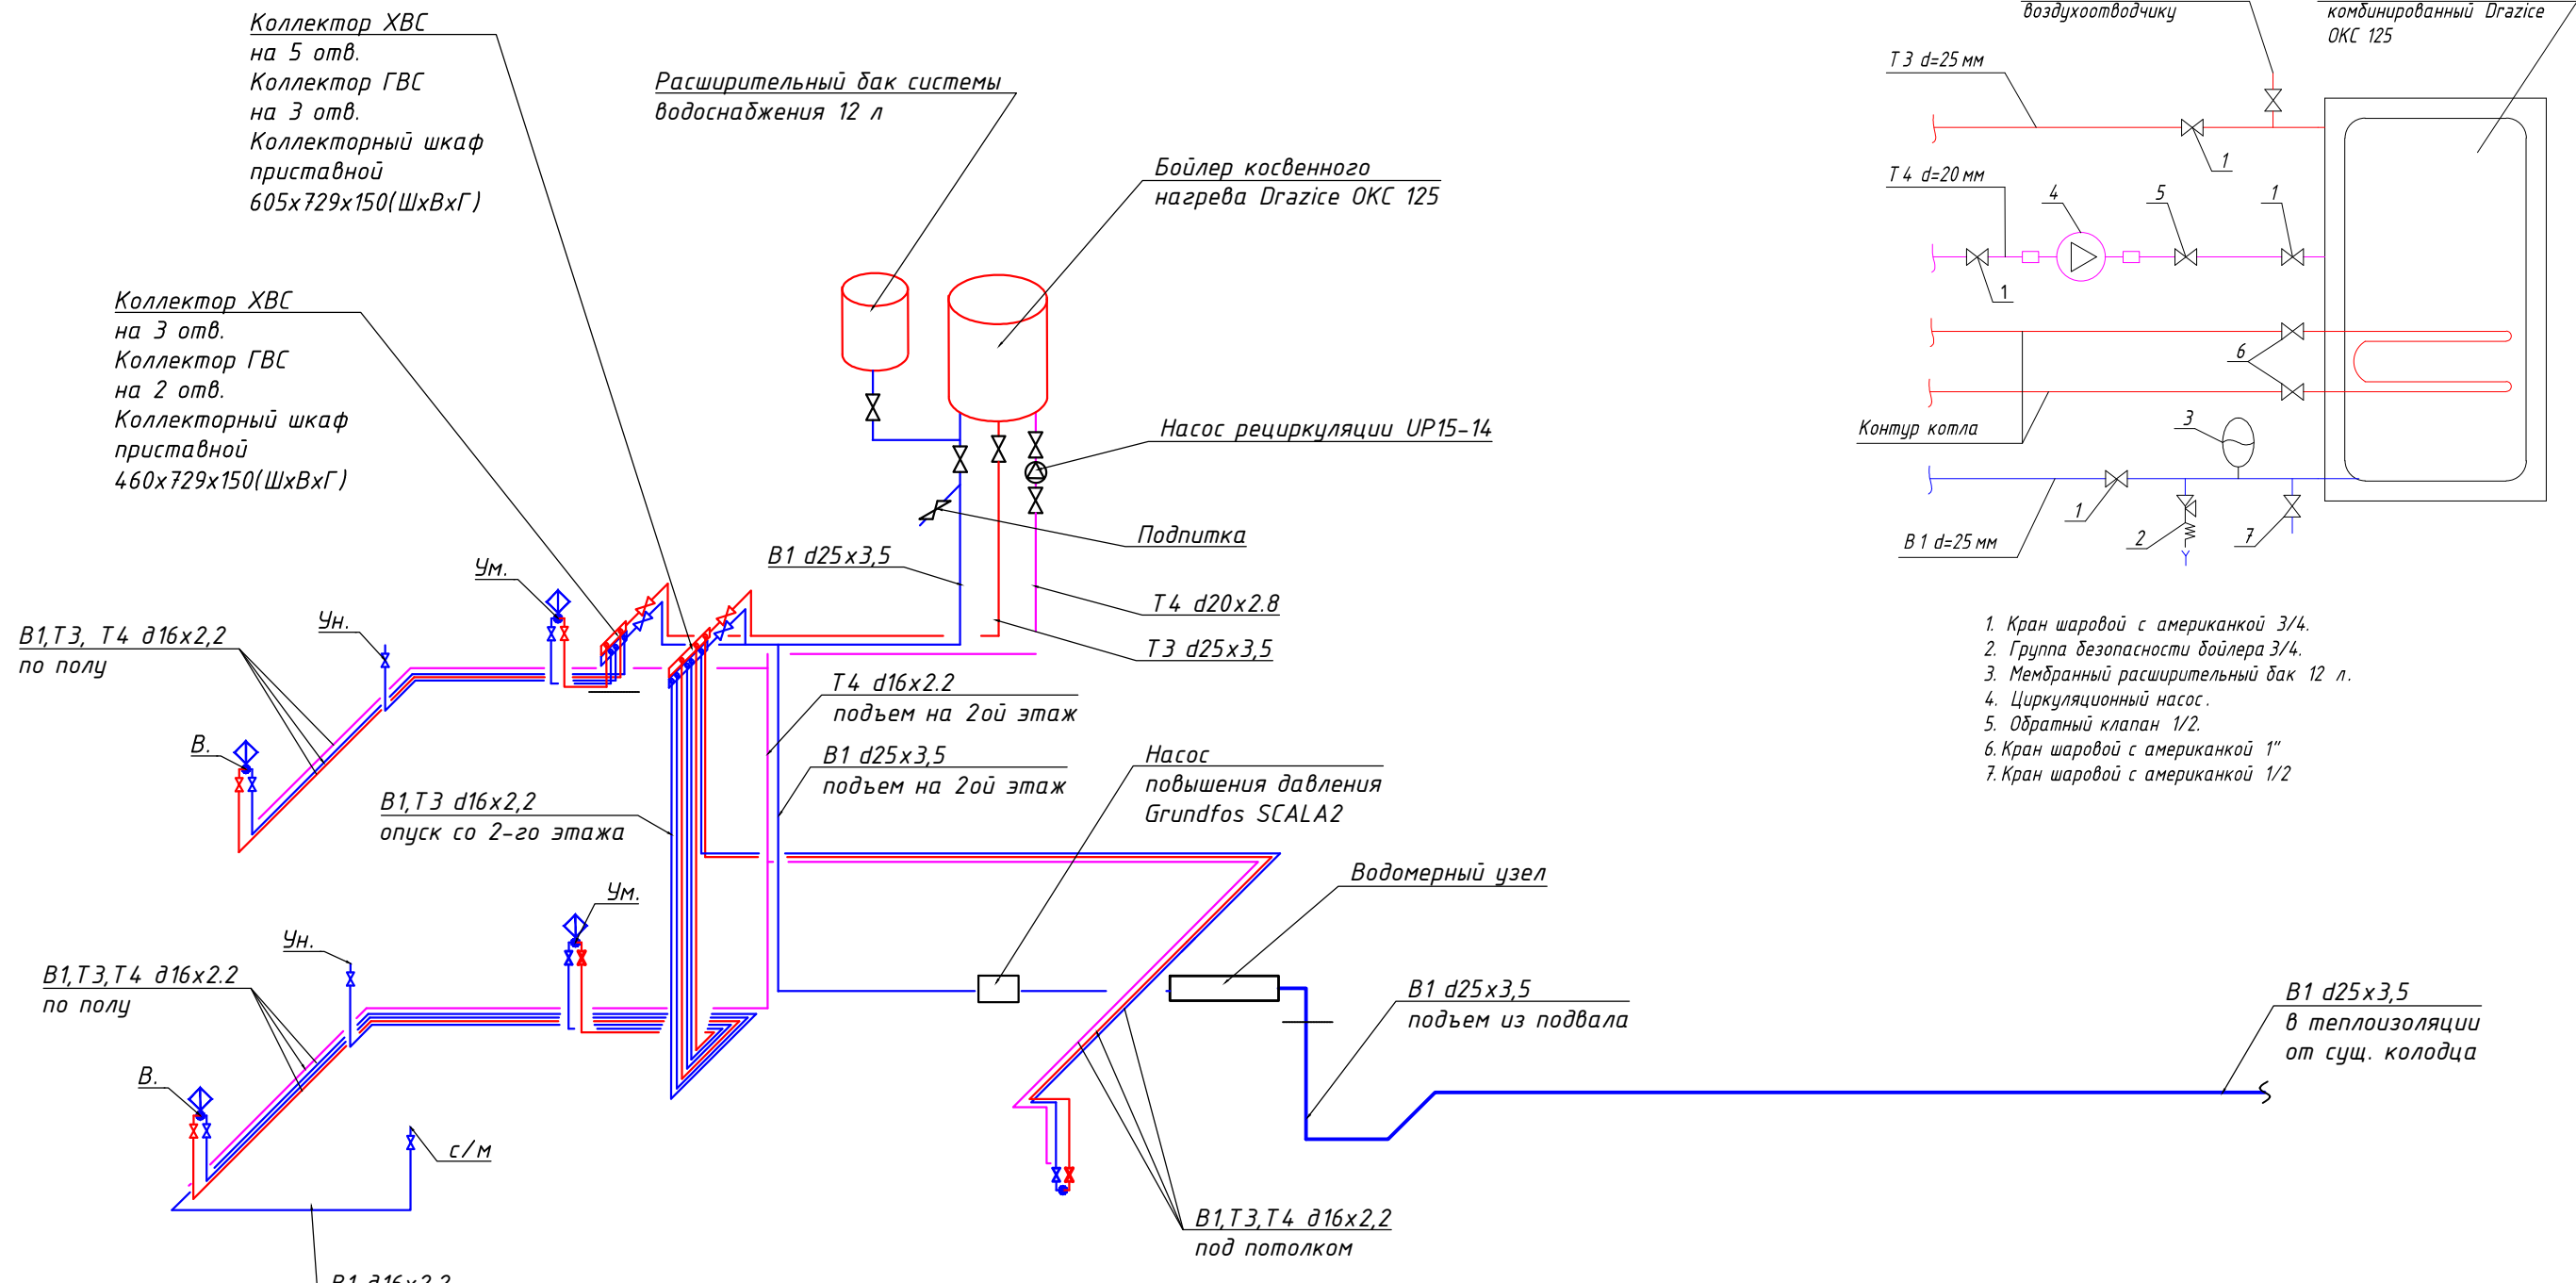 Коллектор ХВС
на 5 отв.
Коллектор ГВС
на 3 отв.
Коллекторный шкаф
приставной
605х729х150(ШхВхГ)
Расширительный бак системы
водоснабжения 12 л
Бойлер косвенного
нагрева Drazice ОКС 125
Коллектор ХВС
на 3 отв.
Коллектор ГВС
на 2 отв.
Коллекторный шкаф
приставной
460х729х150(ШхВхГ)
Насос рециркуляции UP15-14
Подпитка
В1 d25х3,5
Т4 d20х2.8
Т3 d25х3,5
Ум.
Ун.
В1,Т3, Т4 д16х2,2
по полу
В.
Т4 d16х2.2
подъем на 2ой этаж
В1 d25х3,5
подъем на 2ой этаж
В1,Т3 d16х2,2
опуск со 2-го этажа
Насос
повышения давления
Grundfos SCALA2
Водомерный узел
Ум.
Ун.
В1,Т3,Т4 д16х2.2
по полу
В.
с/м
В1 d25х3,5
подъем из подвала
В1 d25х3,5
в теплоизоляции
от сущ. колодца
В1,Т3,Т4 д16х2,2
под потолком
В1 д16х2,2
воздухоотводчику
комбинированный Drazice
ОКС 125
Т3 d=25 мм
1
Т4 d=20 мм
4
5
1
1
6
Контур котла
3
1
2
7
В1 d=25 мм
1. Кран шаровой с американкой 3/4.
2. Группа безопасности бойлера 3/4.
3. Мембранный расширительный бак 12 л.
4. Циркуляционный насос.
5. Обратный клапан 1/2.
6. Кран шаровой с американкой 1"
7. Кран шаровой с американкой 1/2